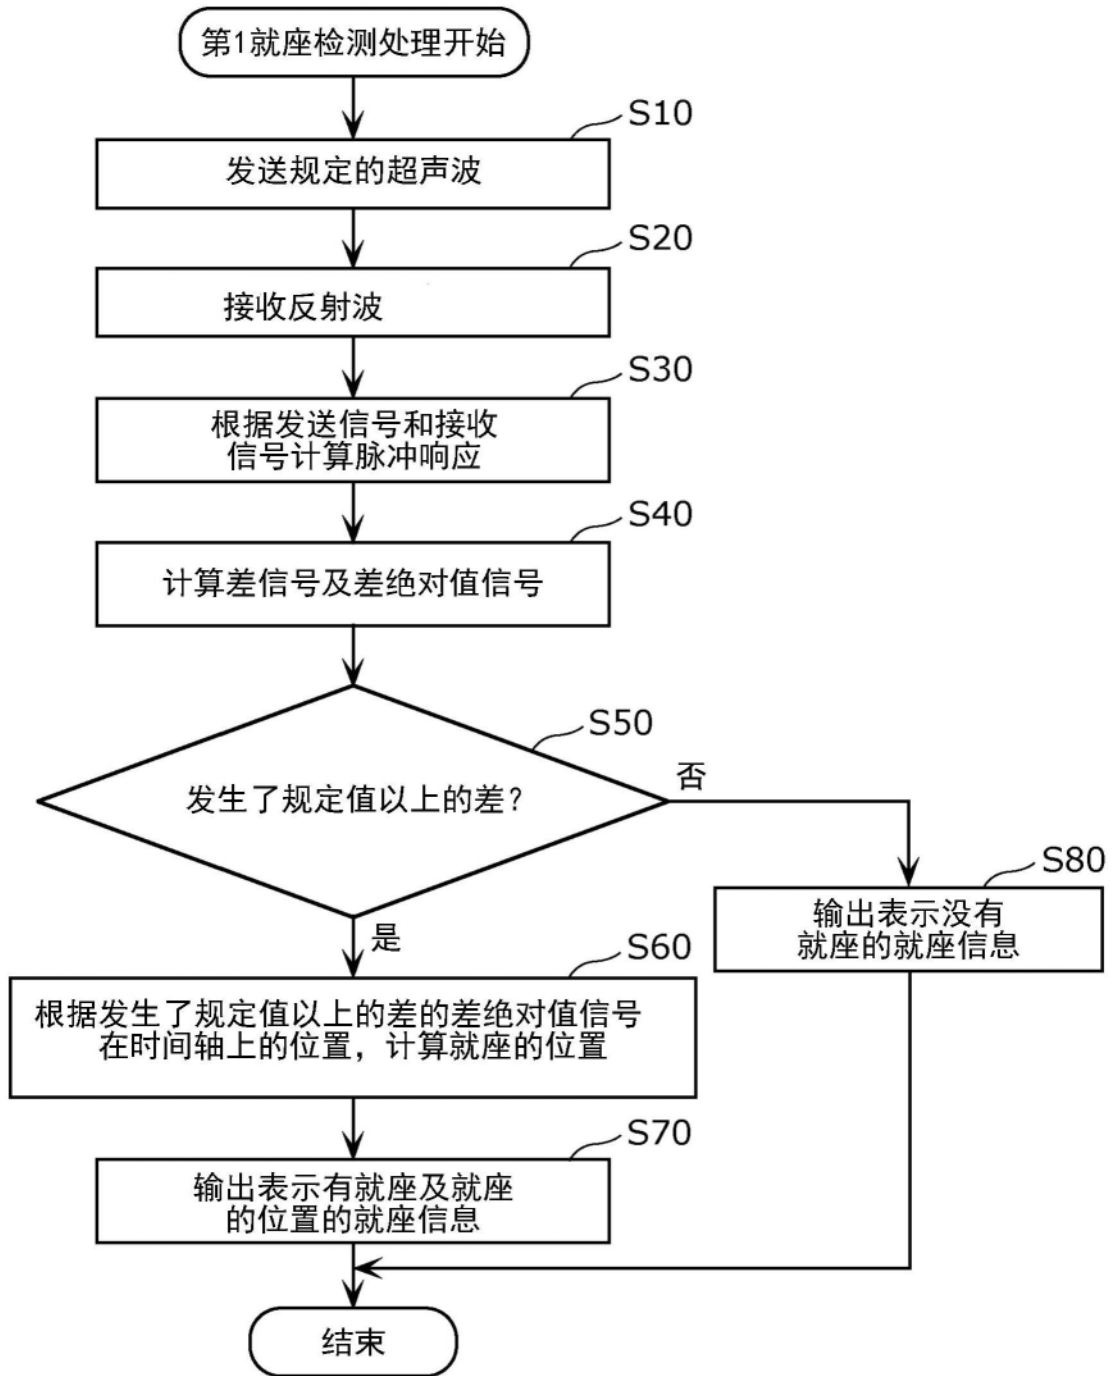 第1就座检测处理开始
S10
发送规定的超声波
S20
接收反射波
S30
根据发送信号和接收
信号计算脉冲响应
S40
计算差信号及差绝对值信号
S50
发生了规定值以上的差?
否
是
S80
输出表示没有
就座的就座信息
S60
根据发生了规定值以上的差的差绝对值信号
在时间轴上的位置，计算就座的位置
S70
输出表示有就座及就座
的位置的就座信息
结束